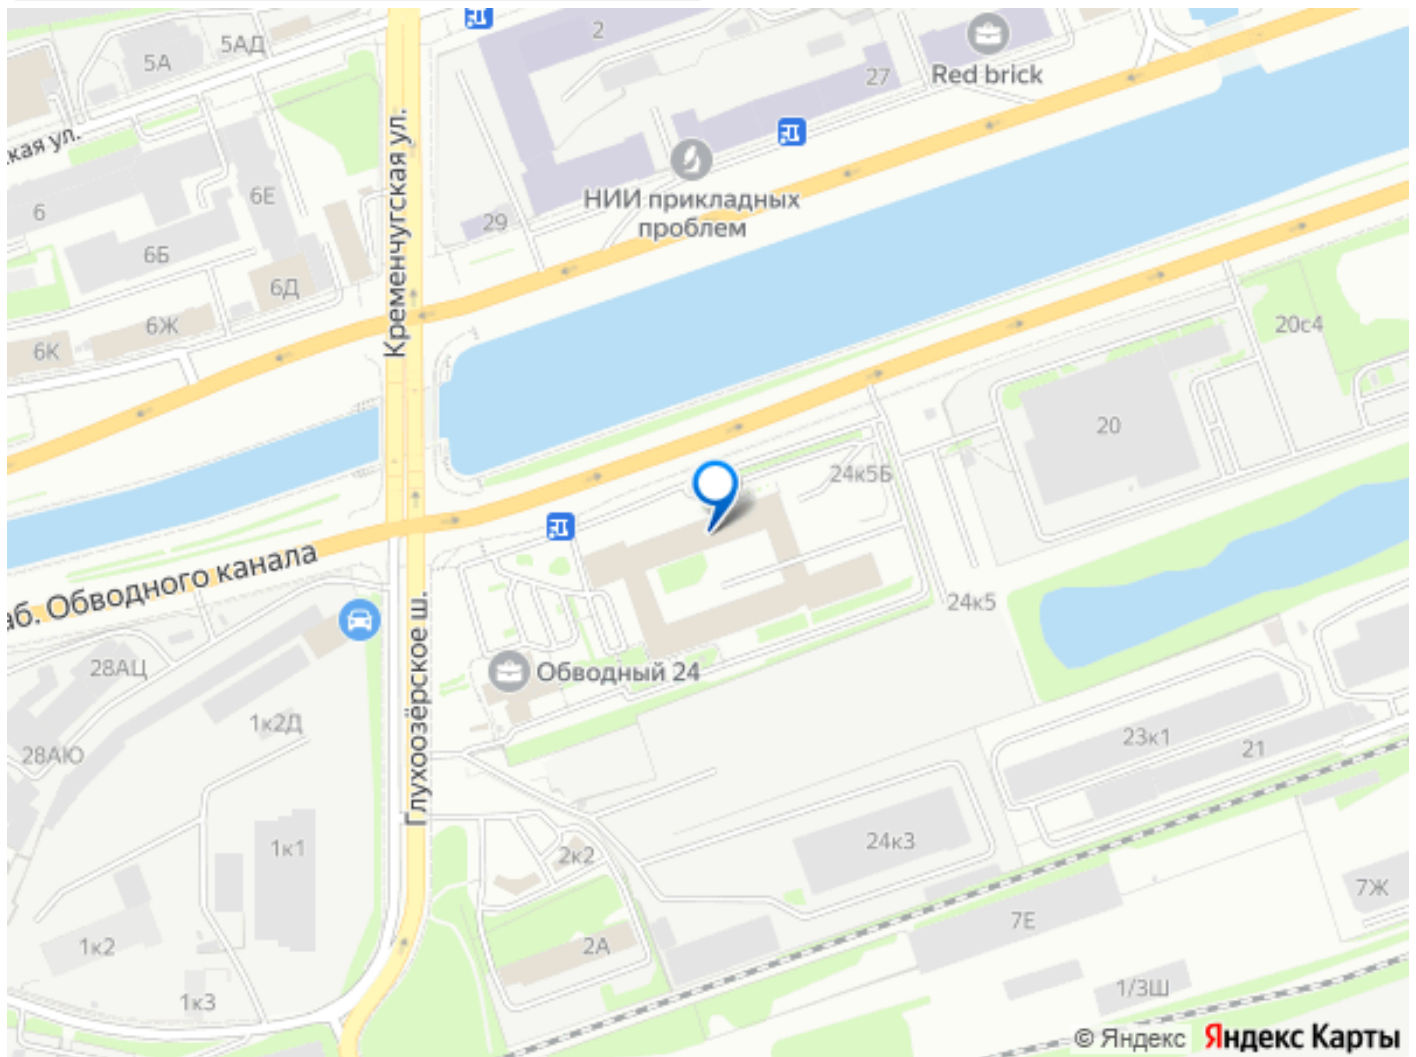 2
5АД
5А
Red brick
27
кая ул.
Кременчугская ул.
НИИ прикладных
проблем
6Е
6
29
6Б
6Д
6Ж
6К
20с4
20
24к5Б
наб. Обводного канала
24к5
Глухоозёрское ш.
28АЦ
Обводный 24
1к2Д
28АЮ
23к1
21
1к1
24к3
2к2
7Ж
7Е
1к2
2А
1/3Ш
1к3
© Яндекс Яндекс Карты